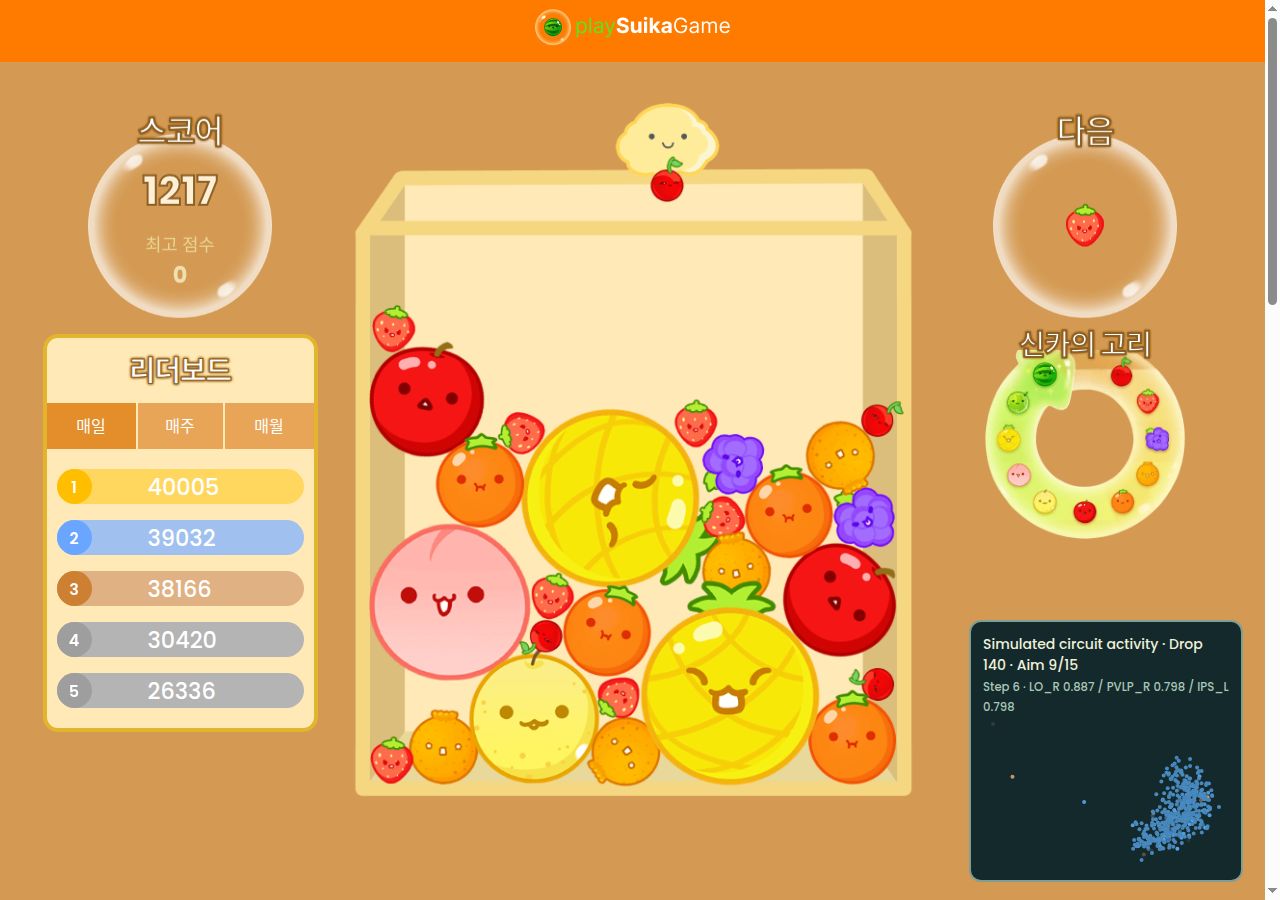 playSuikaGame
스코어
1217
최고 점수
0
다음
신카의 고리
리더보드
매일 매주 매월
1 40005
2 39032
3 38166
4 30420
5 26336
Simulated circuit activity · Drop
140 · Aim 9/15
Step 6 · LO_R 0.887 / PVLP_R 0.798 / IPS_L
0.798